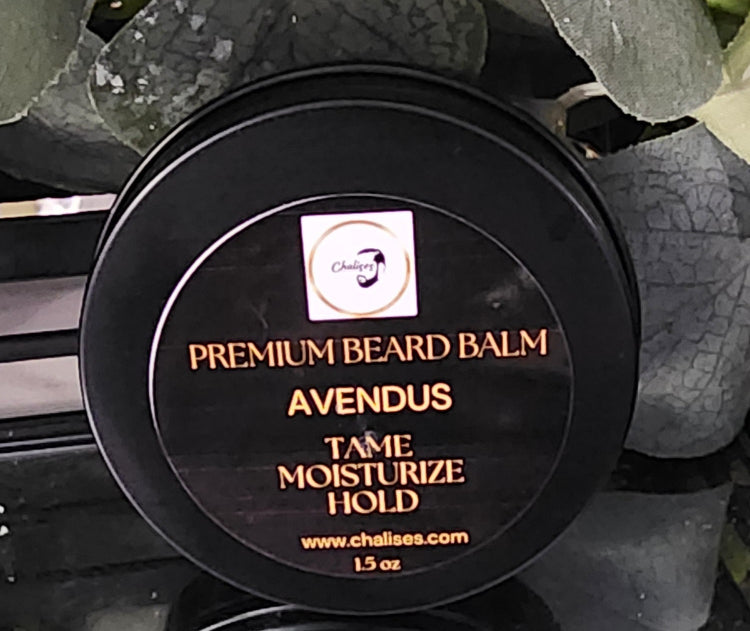 Chalises
PREMIUM BEARD BALM
AVENDUS
TAME
MOISTURIZE
HOLD
www.chalises.com
1.5 oz